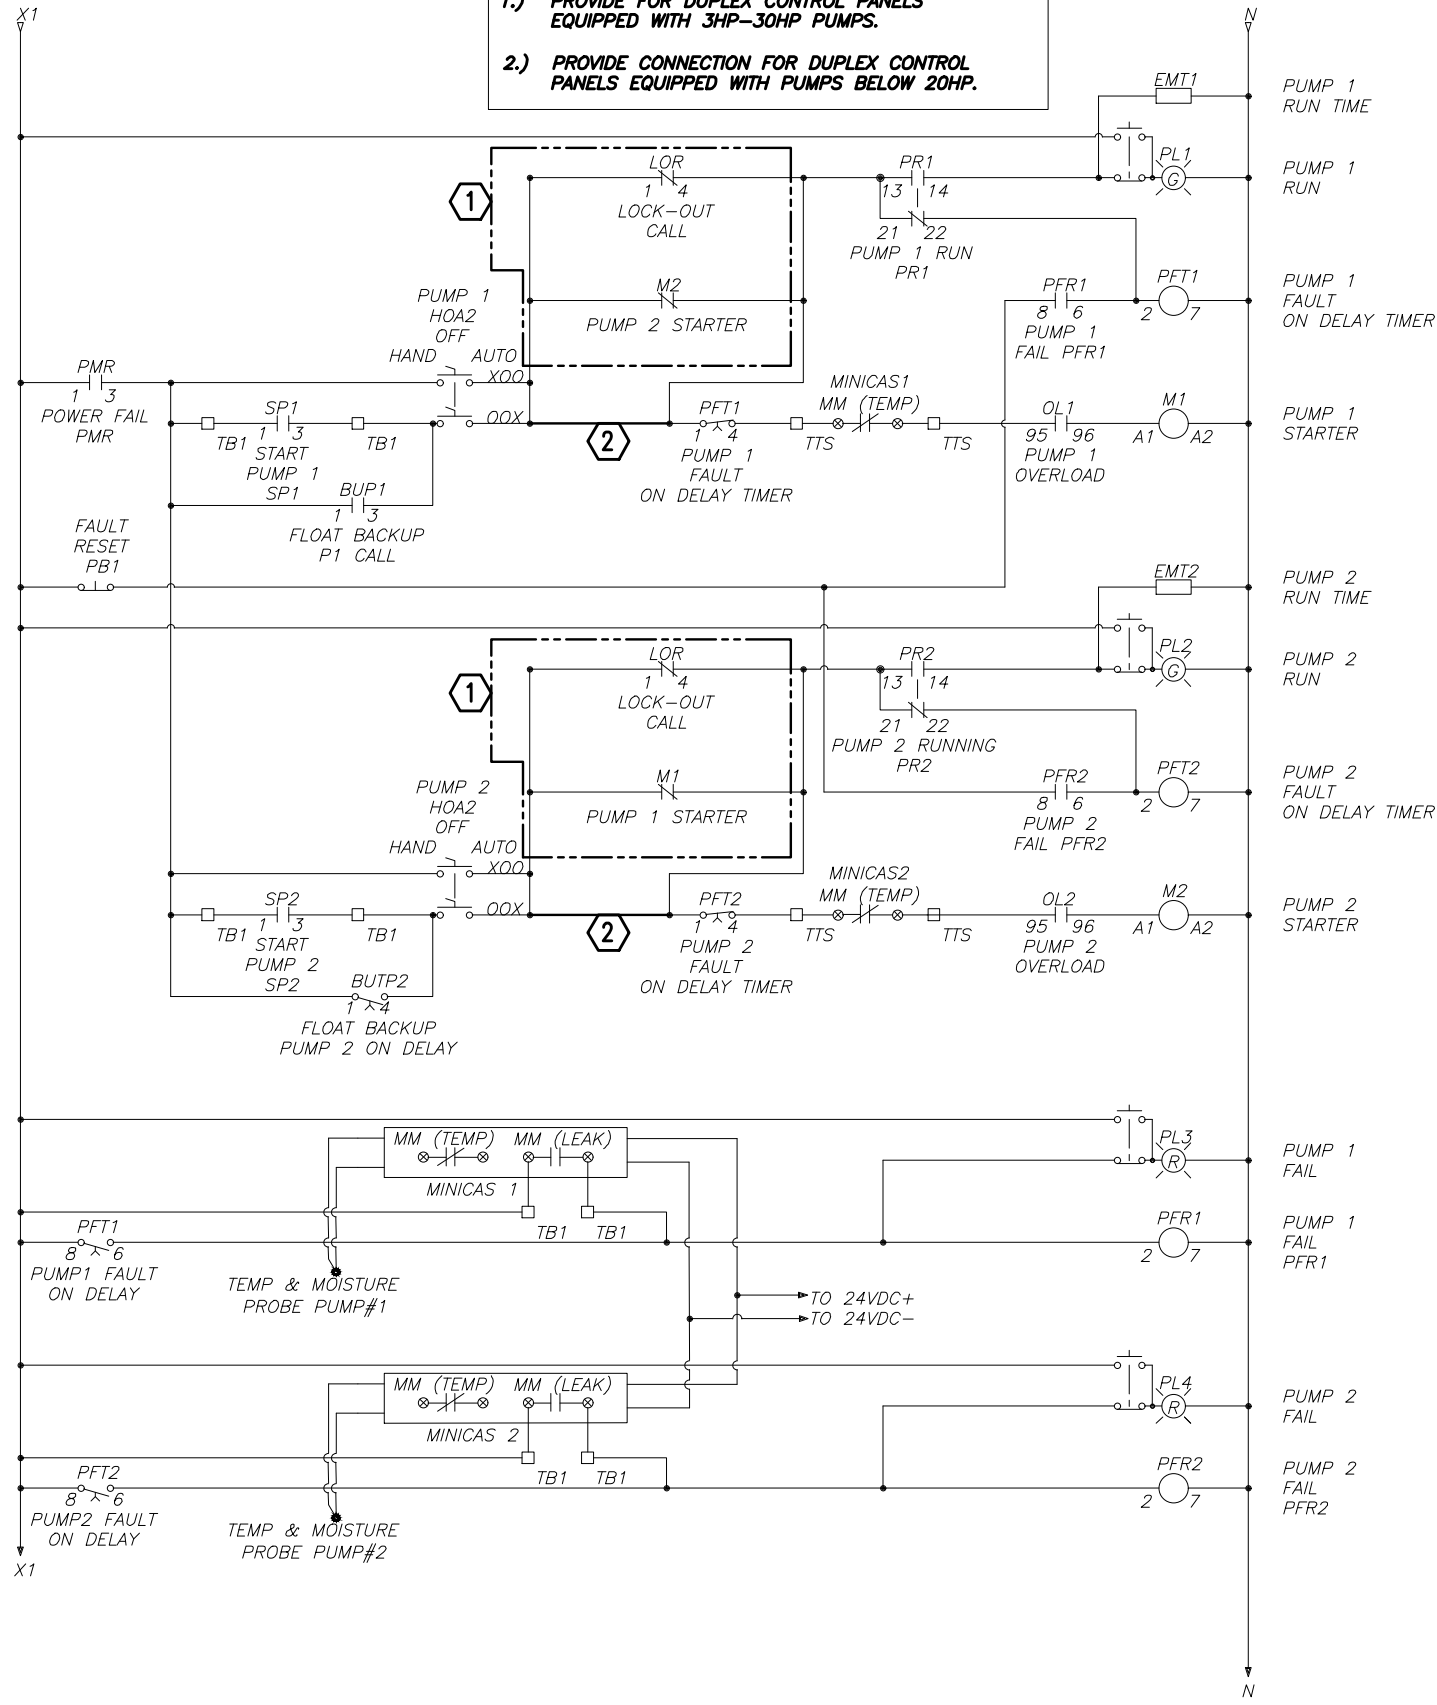 X1
N
1.) PROVIDE FOR DUPLEX CONTROL PANELS
EQUIPPED WITH 3HP–30HP PUMPS.
2.) PROVIDE CONNECTION FOR DUPLEX CONTROL
PANELS EQUIPPED WITH PUMPS BELOW 20HP.
EMT1
PUMP 1
RUN TIME
PL1
G
PUMP 1
RUN
1
LOR
1 4
LOCK-OUT
CALL
PR1
13 14
21 22
PUMP 1 RUN
PR1
M2
PUMP 2 STARTER
PFR1
8 6
PUMP 1
FAIL PFR1
PFT1
2 7
PUMP 1
FAULT
ON DELAY TIMER
PUMP 1
HOA2
OFF
HAND AUTO
XOO
OOX
PMR
1 3
POWER FAIL
PMR
TB1
SP1
1 3
START
PUMP 1
SP1
TB1
BUP1
1 3
FLOAT BACKUP
P1 CALL
2
PFT1
1 4
PUMP 1
FAULT
ON DELAY TIMER
MINICAS1
MM (TEMP)
TTS
TTS
OL1
95 96
PUMP 1
OVERLOAD
M1
A1 A2
PUMP 1
STARTER
FAULT
RESET
PB1
EMT2
PUMP 2
RUN TIME
PL2
G
PUMP 2
RUN
1
LOR
1 4
LOCK-OUT
CALL
PR2
13 14
21 22
PUMP 2 RUNNING
PR2
M1
PUMP 1 STARTER
PFR2
8 6
PUMP 2
FAIL PFR2
PFT2
2 7
PUMP 2
FAULT
ON DELAY TIMER
PUMP 2
HOA2
OFF
HAND AUTO
XOO
OOX
TB1
SP2
1 3
START
PUMP 2
SP2
TB1
BUTP2
1 4
FLOAT BACKUP
PUMP 2 ON DELAY
2
PFT2
1 4
PUMP 2
FAULT
ON DELAY TIMER
MINICAS2
MM (TEMP)
TTS
TTS
OL2
95 96
PUMP 2
OVERLOAD
M2
A1 A2
PUMP 2
STARTER
MM (TEMP) MM (LEAK)
MINICAS 1
TB1 TB1
PL3
R
PUMP 1
FAIL
PFT1
8 6
PUMP1 FAULT
ON DELAY
TEMP & MOISTURE
PROBE PUMP#1
PFR1
2 7
PUMP 1
FAIL
PFR1
TO 24VDC+
TO 24VDC–
MM (TEMP) MM (LEAK)
MINICAS 2
TB1 TB1
PL4
R
PUMP 2
FAIL
PFT2
8 6
PUMP2 FAULT
ON DELAY
TEMP & MOISTURE
PROBE PUMP#2
PFR2
2 7
PUMP 2
FAIL
PFR2
X1
N